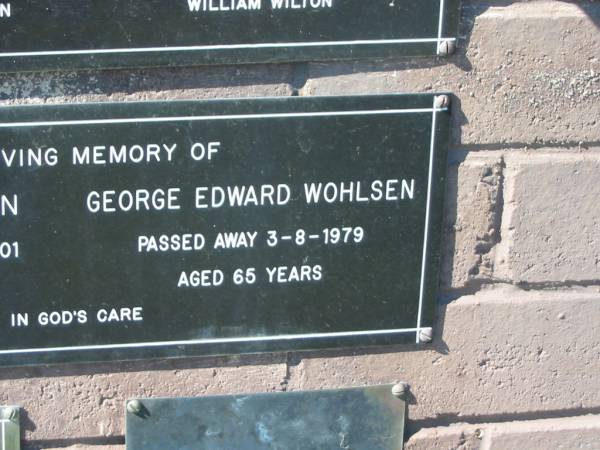 WILLIAM WILTON
VING MEMORY OF
N GEORGE EDWARD WOHLSEN
01 PASSED AWAY 3-8-1979
AGED 65 YEARS
IN GOD'S CARE